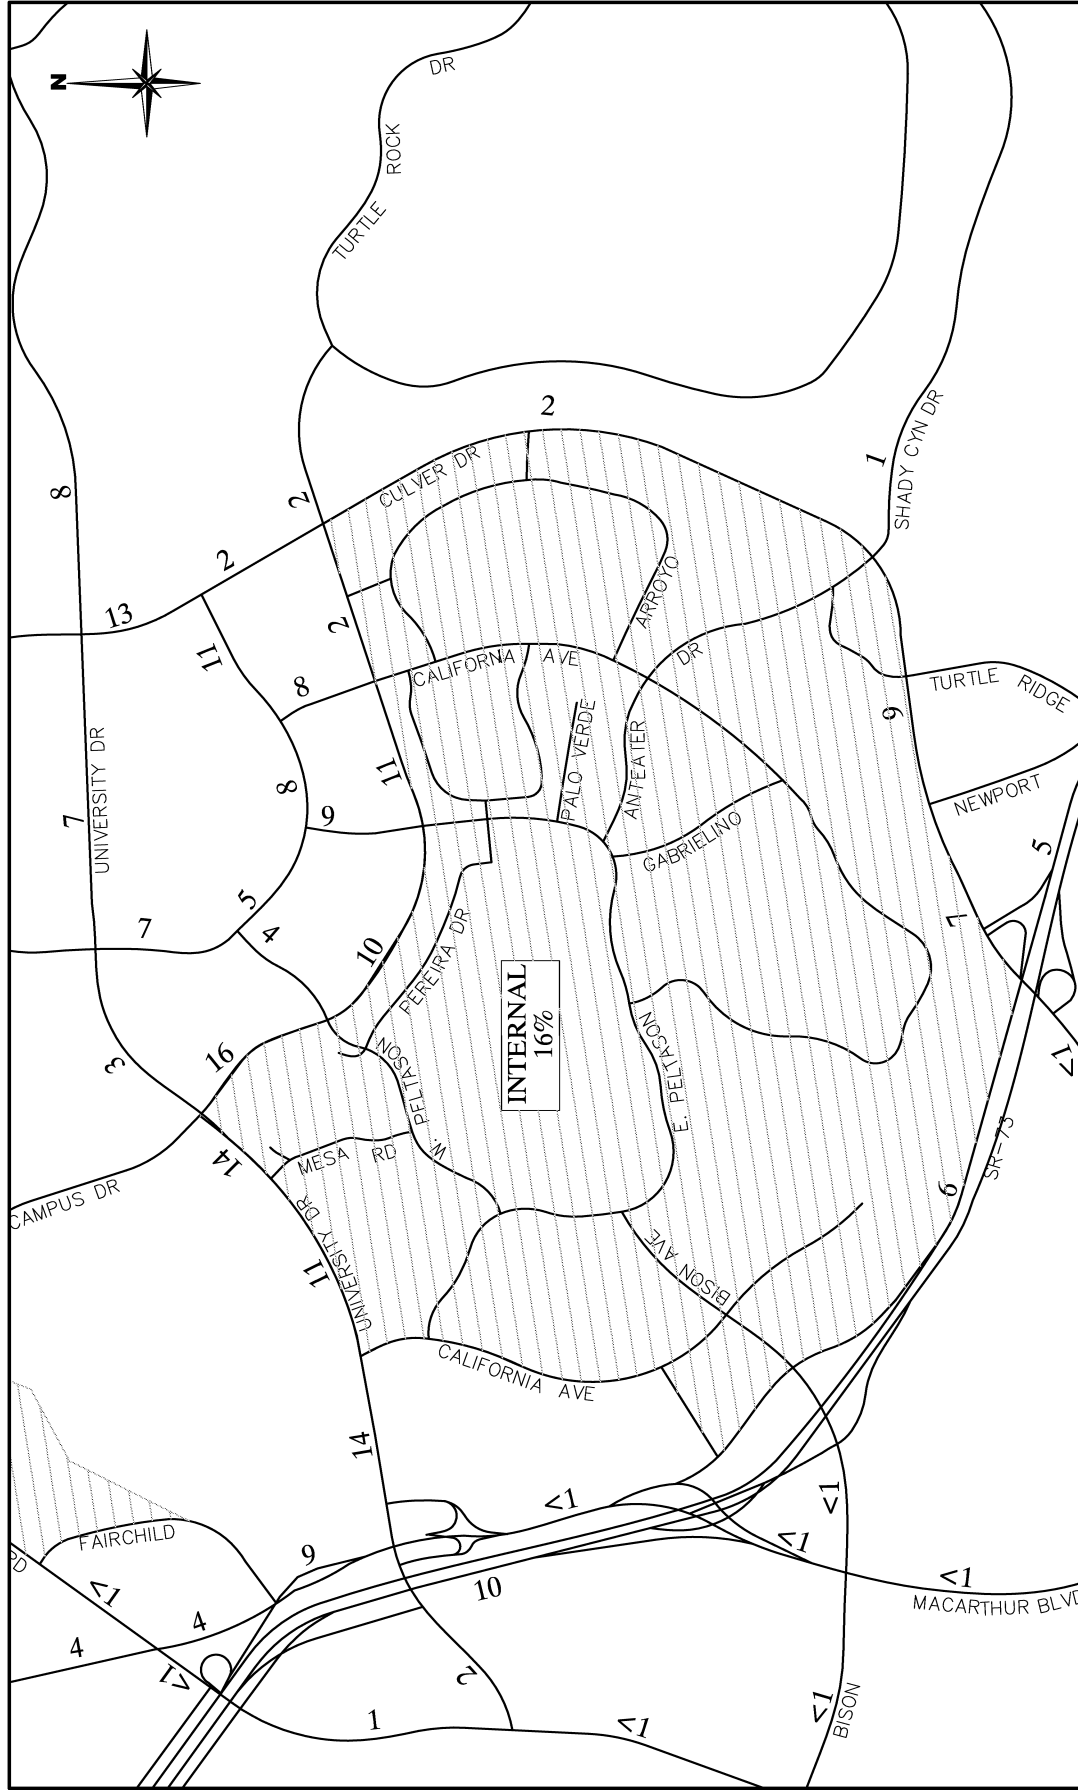 N
DR
ROCK
TURTLE
8
2
2
CULVER DR
1
SHADY CYN DR
2
13
11
2
ARROYO
8
CALIFORNIA AVE
DR
TURTLE RIDGE
9
UNIVERSITY DR
7
8
11
PALO VERDE
ANTEATER
NEWPORT
9
GABRIELINO
5
5
7
4
10
PEREIRA DR
7
INTERNAL
16%
3
16
W. PELTASON
E. PELTASON
<1
14
MESA RD
SR-73
CAMPUS DR
6
UNIVERSITY DR
11
BISON AVE
CALIFORNIA AVE
14
<1
<1
FAIRCHILD
RD
9
<1
<1
10
<1
MACARTHUR BLVD
4
4
<1
2
1
<1
<1
BISON